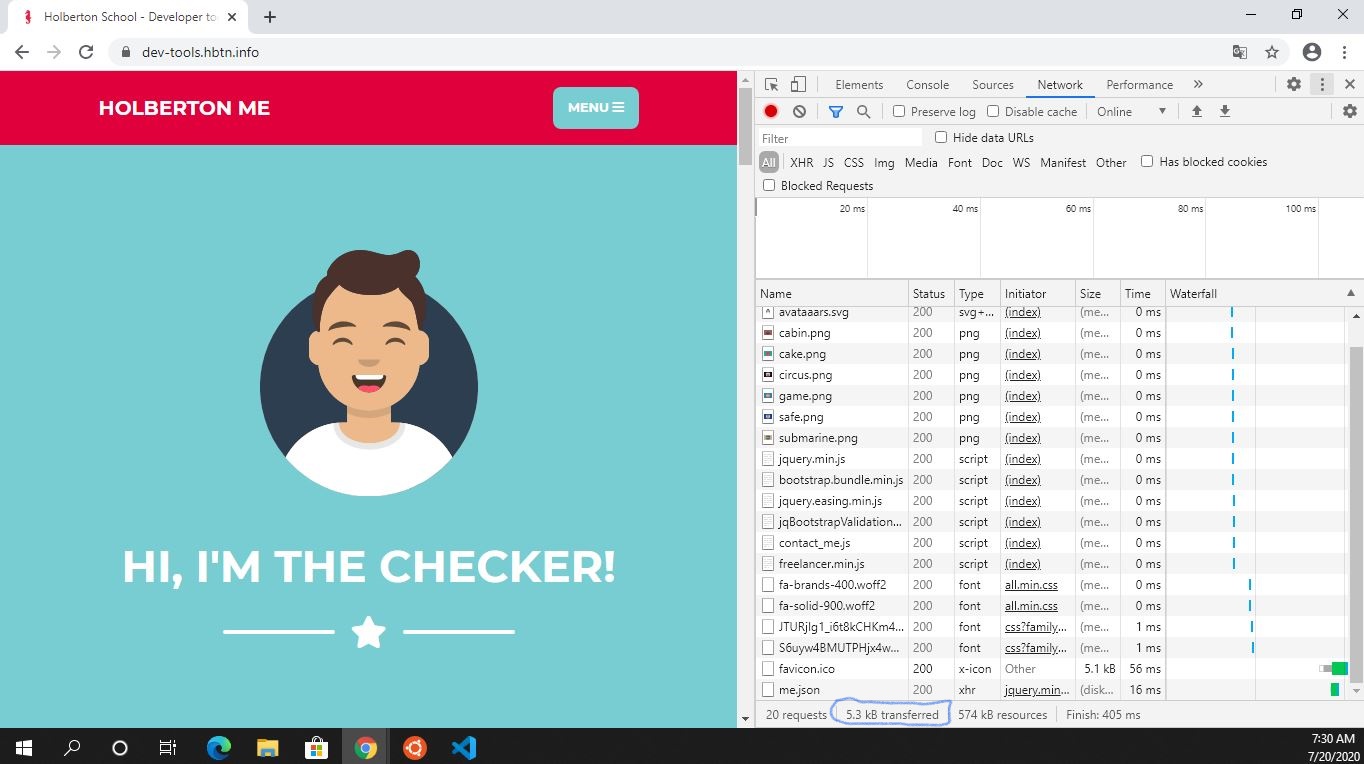 Holberton School - Developer to
dev-tools.hbtn.info
HOLBERTON ME
MENU
HI, I'M THE CHECKER!
Elements Console Sources Network Performance
Preserve log Disable cache Online
Filter Hide data URLs
All XHR JS CSS Img Media Font Doc WS Manifest Other Has blocked cookies
Blocked Requests
20 ms 40 ms 60 ms 80 ms 100 ms
Name Status Type Initiator Size Time Waterfall
avataaars.svg 200 svg+... (index) (me... 0 ms
cabin.png 200 png (index) (me... 0 ms
cake.png 200 png (index) (me... 0 ms
circus.png 200 png (index) (me... 0 ms
game.png 200 png (index) (me... 0 ms
safe.png 200 png (index) (me... 0 ms
submarine.png 200 png (index) (me... 0 ms
jquery.min.js 200 script (index) (me... 0 ms
bootstrap.bundle.min.js 200 script (index) (me... 0 ms
jquery.easing.min.js 200 script (index) (me... 0 ms
jqBootstrapValidation... 200 script (index) (me... 0 ms
contact_me.js 200 script (index) (me... 0 ms
freelancer.min.js 200 script (index) (me... 0 ms
fa-brands-400.woff2 200 font all.min.css (me... 0 ms
fa-solid-900.woff2 200 font all.min.css (me... 0 ms
JTURjIg1_i6t8kCHKm4... 200 font css?family... (me... 1 ms
S6uyw4BMUTPHjx4w... 200 font css?family... (me... 1 ms
favicon.ico 200 x-icon Other 5.1 kB 56 ms
me.json 200 xhr jquery.min... (disk... 16 ms
20 requests 5.3 kB transferred 574 kB resources Finish: 405 ms
7:30 AM
7/20/2020